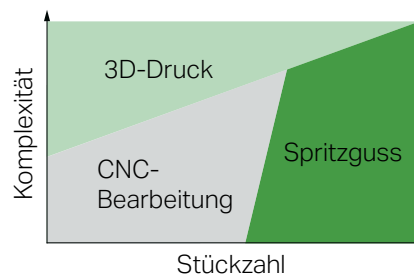 Komplexität
3D-Druck
CNC-
Bearbeitung
Spritzguss
Stückzahl